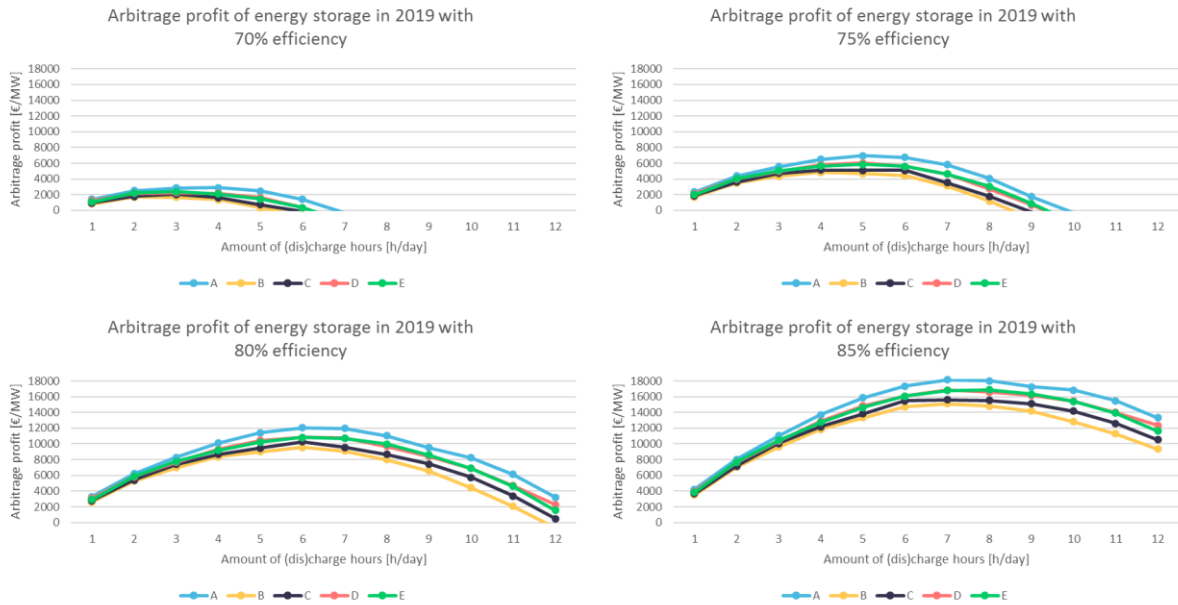 Arbitrage profit of energy storage in 2019 with
70% efficiency
Arbitrage profit [€/MW]
18000
16000
14000
12000
10000
8000
6000
4000
2000
0
1 2 3 4 5 6 7 8 9 10 11 12
Amount of (dis)charge hours [h/day]
A B C D E
Arbitrage profit of energy storage in 2019 with
75% efficiency
Arbitrage profit [€/MW]
18000
16000
14000
12000
10000
8000
6000
4000
2000
0
1 2 3 4 5 6 7 8 9 10 11 12
Amount of (dis)charge hours [h/day]
A B C D E
Arbitrage profit of energy storage in 2019 with
80% efficiency
Arbitrage profit [€/MW]
18000
16000
14000
12000
10000
8000
6000
4000
2000
0
1 2 3 4 5 6 7 8 9 10 11 12
Amount of (dis)charge hours [h/day]
A B C D E
Arbitrage profit of energy storage in 2019 with
85% efficiency
Arbitrage profit [€/MW]
18000
16000
14000
12000
10000
8000
6000
4000
2000
0
1 2 3 4 5 6 7 8 9 10 11 12
Amount of (dis)charge hours [h/day]
A B C D E